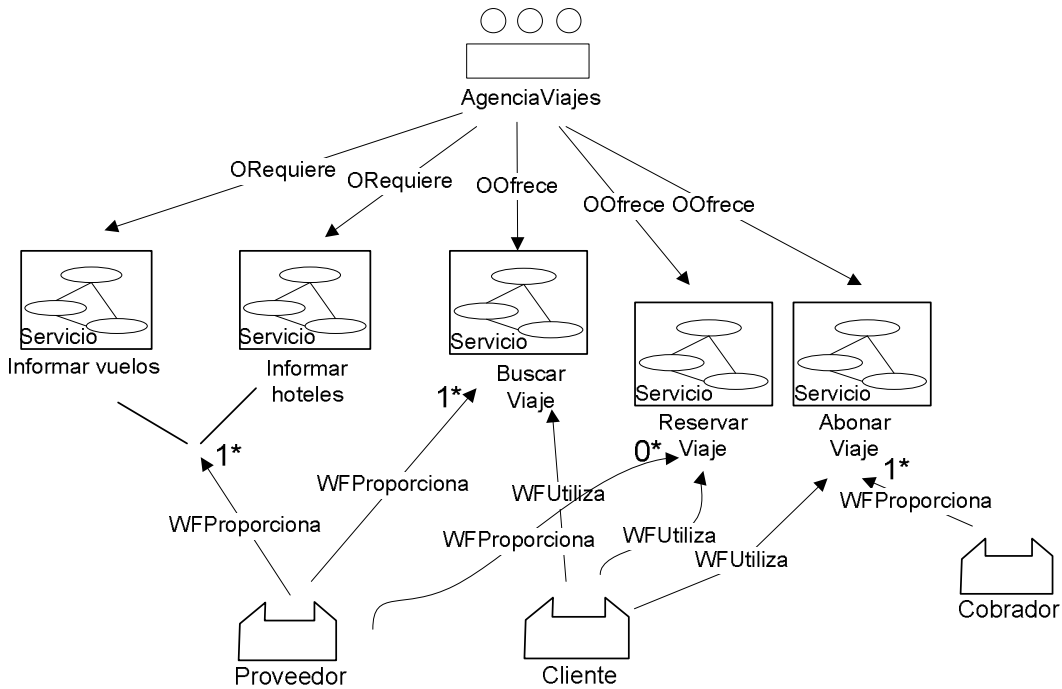 AgenciaViajes
ORequiere
ORequiere
OOfrece
OOfrece
OOfrece
Servicio
Informar vuelos
Servicio
Informar
hoteles
Servicio
Buscar
Viaje
Servicio
Reservar
Viaje
Servicio
Abonar
Viaje
1*
1*
0*
1*
WFProporciona
WFProporciona
WFUtiliza
WFProporciona
WFUtiliza
WFUtiliza
WFProporciona
Proveedor
Cliente
Cobrador